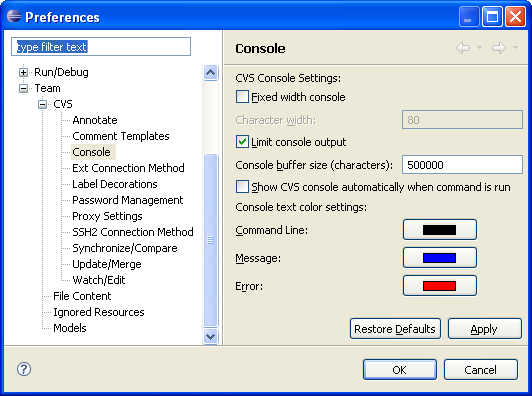 Preferences
type filter text
Run/Debug
Team
CVS
Annotate
Comment Templates
Console
Ext Connection Method
Label Decorations
Password Management
Proxy Settings
SSH2 Connection Method
Synchronize/Compare
Update/Merge
Watch/Edit
File Content
Ignored Resources
Models
Console
CVS Console Settings:
Fixed width console
Character width: 80
Limit console output
Console buffer size (characters): 500000
Show CVS console automatically when command is run
Console text color settings:
Command Line:
Message:
Error:
Restore Defaults Apply
? OK Cancel